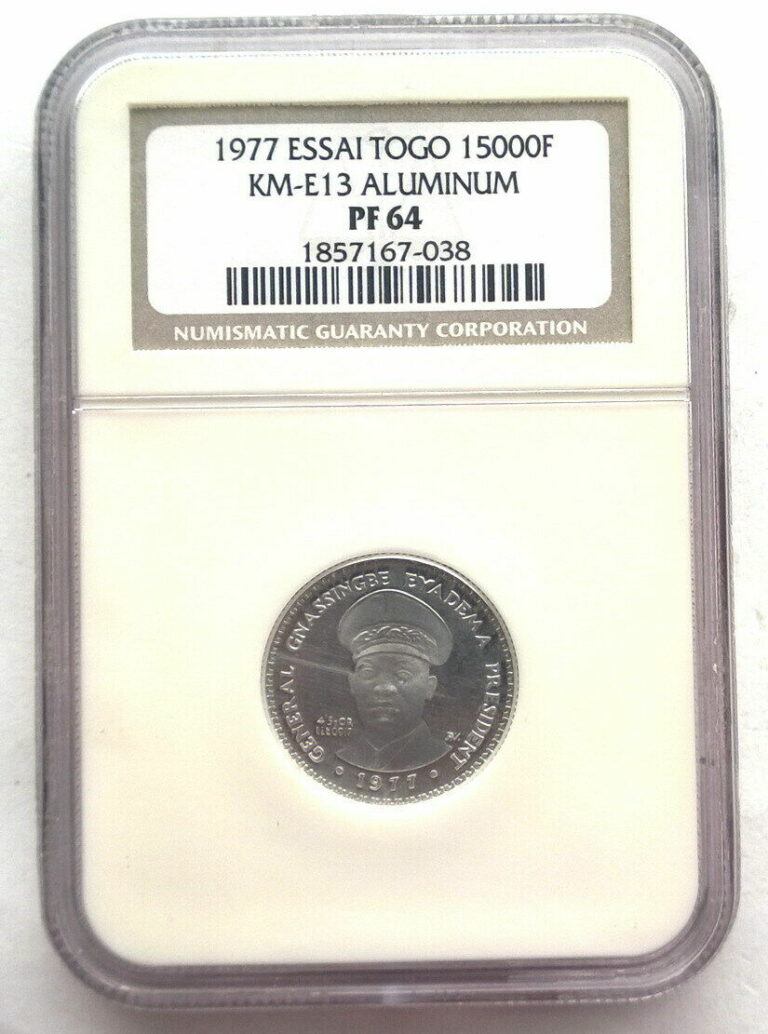 1977 ESSAI TOGO 15000F
KM-E13 ALUMINUM
PF 64
1857167-038
NUMISMATIC GUARANTY CORPORATION
GENERAL GNASSINGBE EYADEMA PRESIDENT
• 1977 •